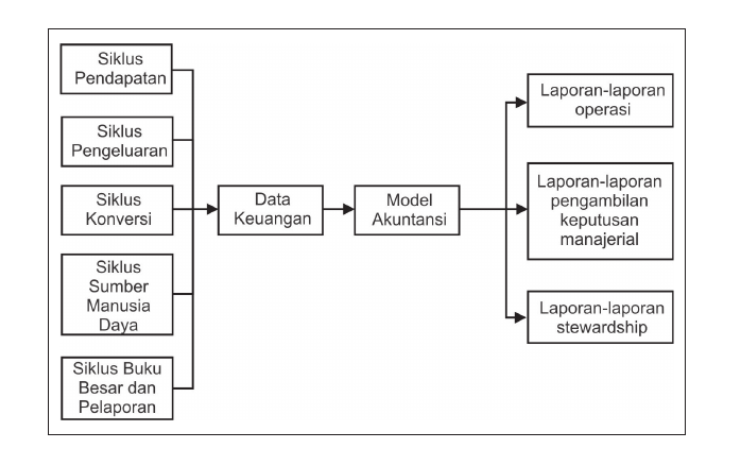 Siklus
Pendapatan
Siklus
Pengeluaran
Siklus
Konversi
Siklus
Sumber
Manusia
Daya
Siklus Buku
Besar dan
Pelaporan
Data
Keuangan
Model
Akuntansi
Laporan-laporan
operasi
Laporan-laporan
pengambilan
keputusan
manajerial
Laporan-laporan
stewardship